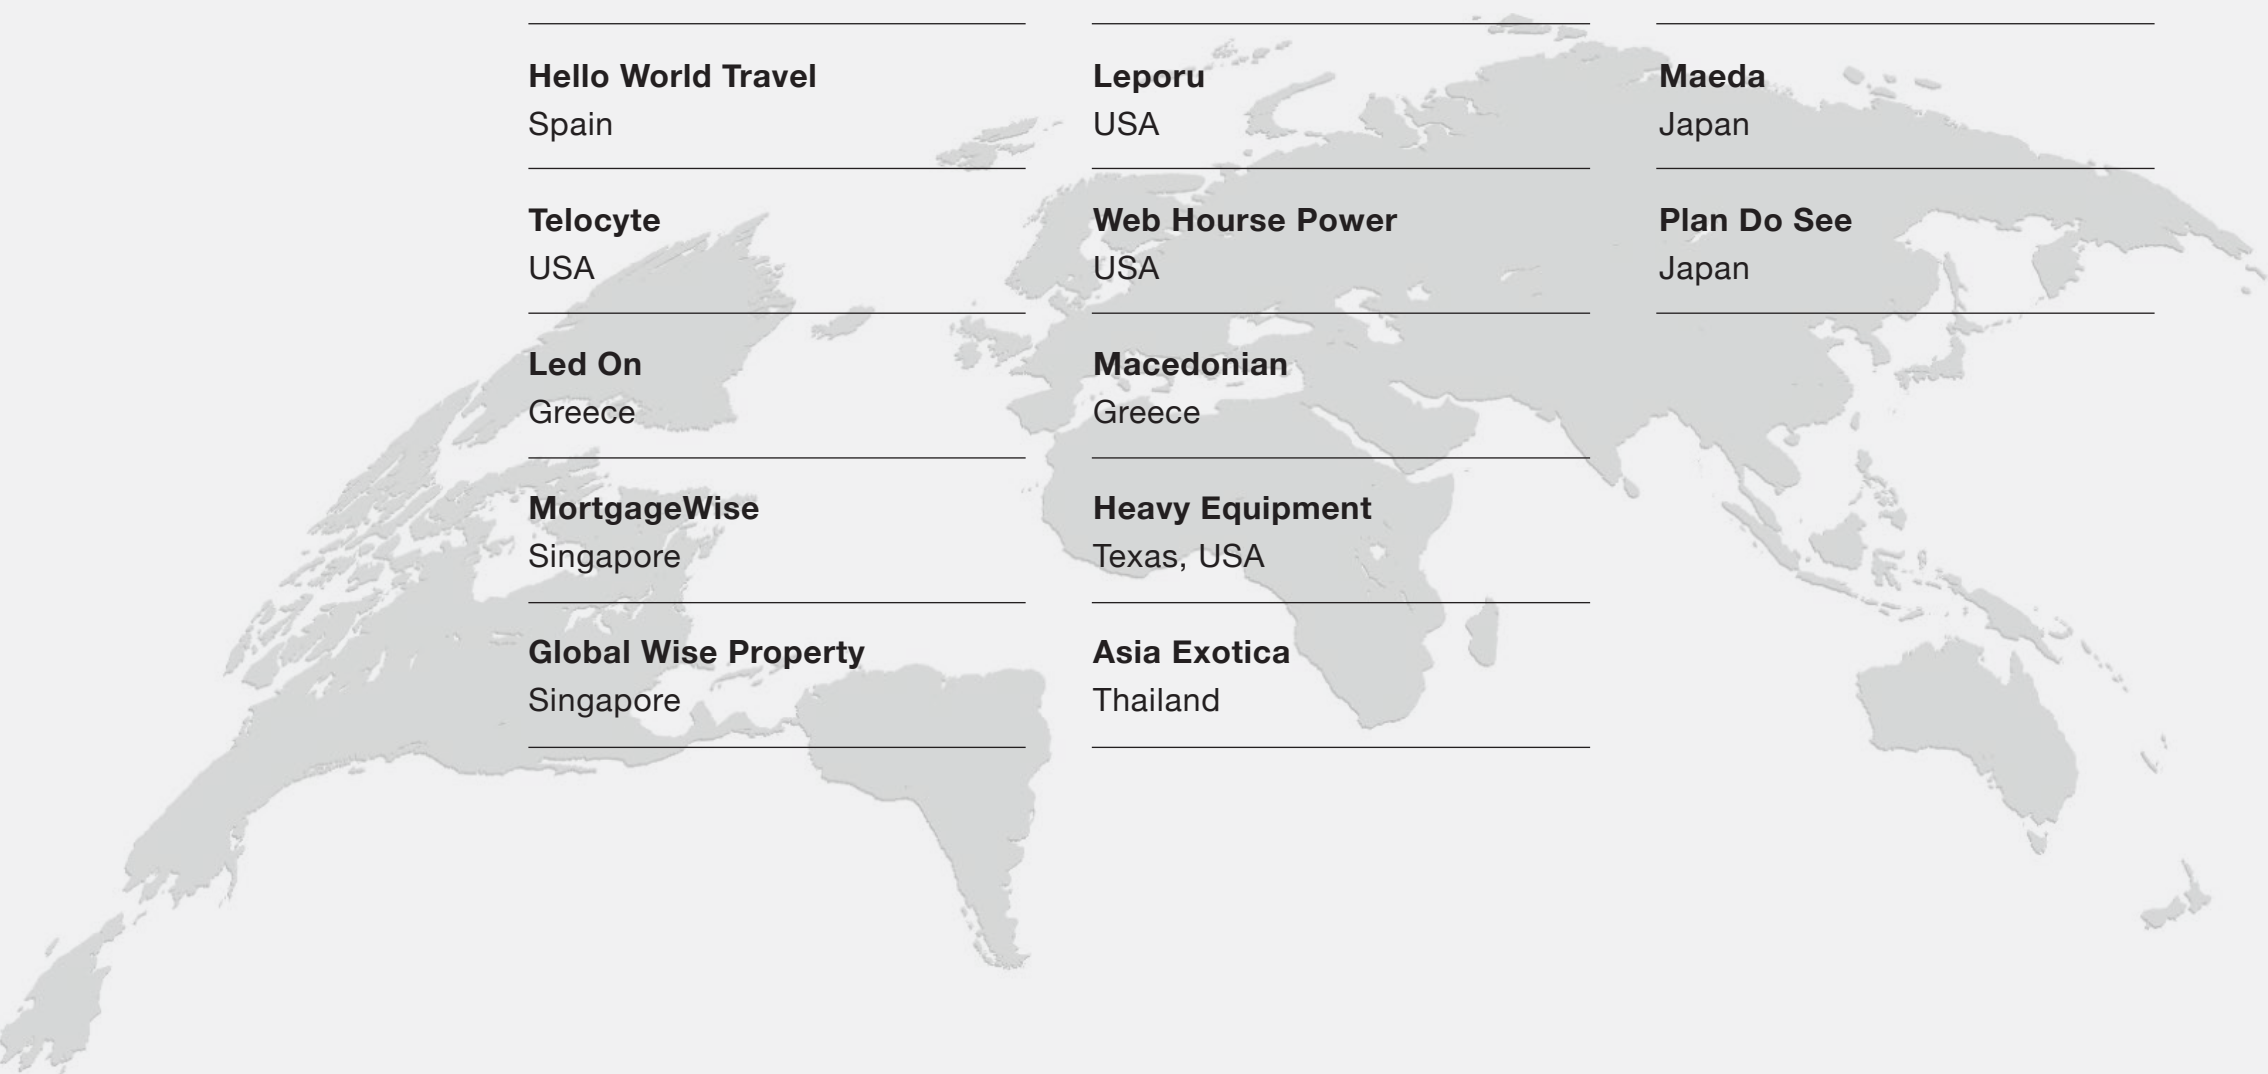 Hello World Travel
Spain
Telocyte
USA
Led On
Greece
MortgageWise
Singapore
Global Wise Property
Singapore
Leporu
USA
Web Hourse Power
USA
Macedonian
Greece
Heavy Equipment
Texas, USA
Asia Exotica
Thailand
Maeda
Japan
Plan Do See
Japan